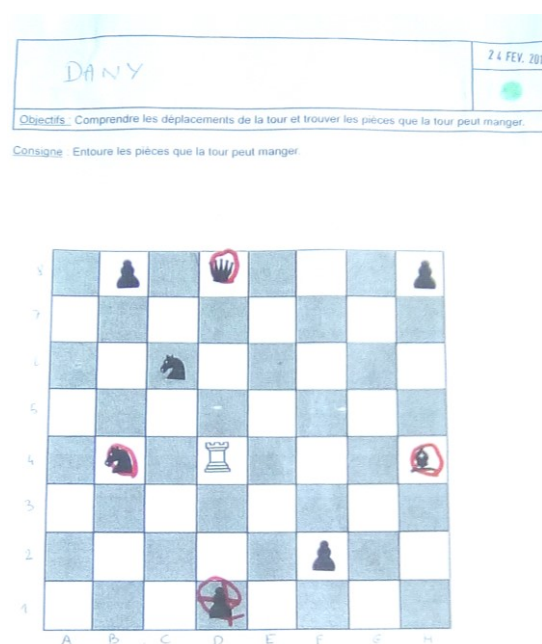 24 FEV. 201
DANY
Objectifs : Comprendre les déplacements de la tour et trouver les pièces que la tour peut manger.
Consigne : Entoure les pièces que la tour peut manger.
8
7
6
5
4
3
2
1
A B C D E F G H